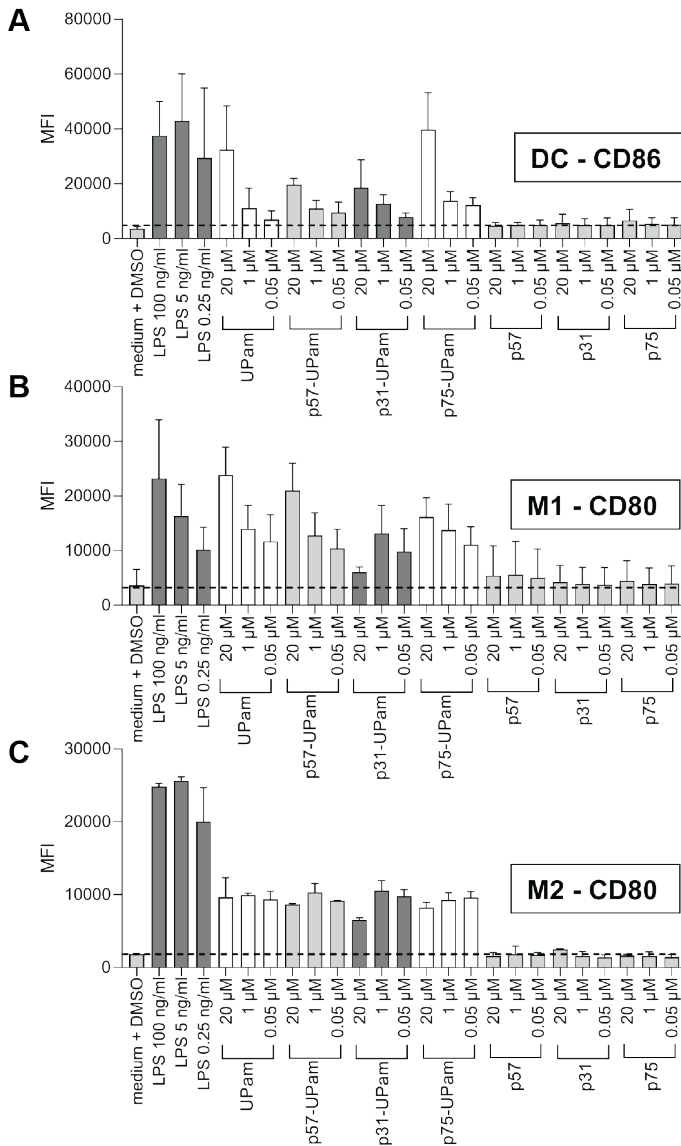 A
80000
60000
40000
20000
0
MFI
DC - CD86
medium + DMSO
LPS 100 ng/ml
LPS 5 ng/ml
LPS 0.25 ng/ml
20 µM
1 µM
0.05 µM
UPam
20 µM
1 µM
0.05 µM
p57-UPam
20 µM
1 µM
0.05 µM
p31-UPam
20 µM
1 µM
0.05 µM
p75-UPam
20 µM
1 µM
0.05 µM
p57
20 µM
1 µM
0.05 µM
p31
20 µM
1 µM
0.05 µM
p75
B
40000
30000
20000
10000
0
MFI
M1 - CD80
medium + DMSO
LPS 100 ng/ml
LPS 5 ng/ml
LPS 0.25 ng/ml
20 µM
1 µM
0.05 µM
UPam
20 µM
1 µM
0.05 µM
p57-UPam
20 µM
1 µM
0.05 µM
p31-UPam
20 µM
1 µM
0.05 µM
p75-UPam
20 µM
1 µM
0.05 µM
p57
20 µM
1 µM
0.05 µM
p31
20 µM
1 µM
0.05 µM
p75
C
30000
20000
10000
0
MFI
M2 - CD80
medium + DMSO
LPS 100 ng/ml
LPS 5 ng/ml
LPS 0.25 ng/ml
20 µM
1 µM
0.05 µM
UPam
20 µM
1 µM
0.05 µM
p57-UPam
20 µM
1 µM
0.05 µM
p31-UPam
20 µM
1 µM
0.05 µM
p75-UPam
20 µM
1 µM
0.05 µM
p57
20 µM
1 µM
0.05 µM
p31
20 µM
1 µM
0.05 µM
p75